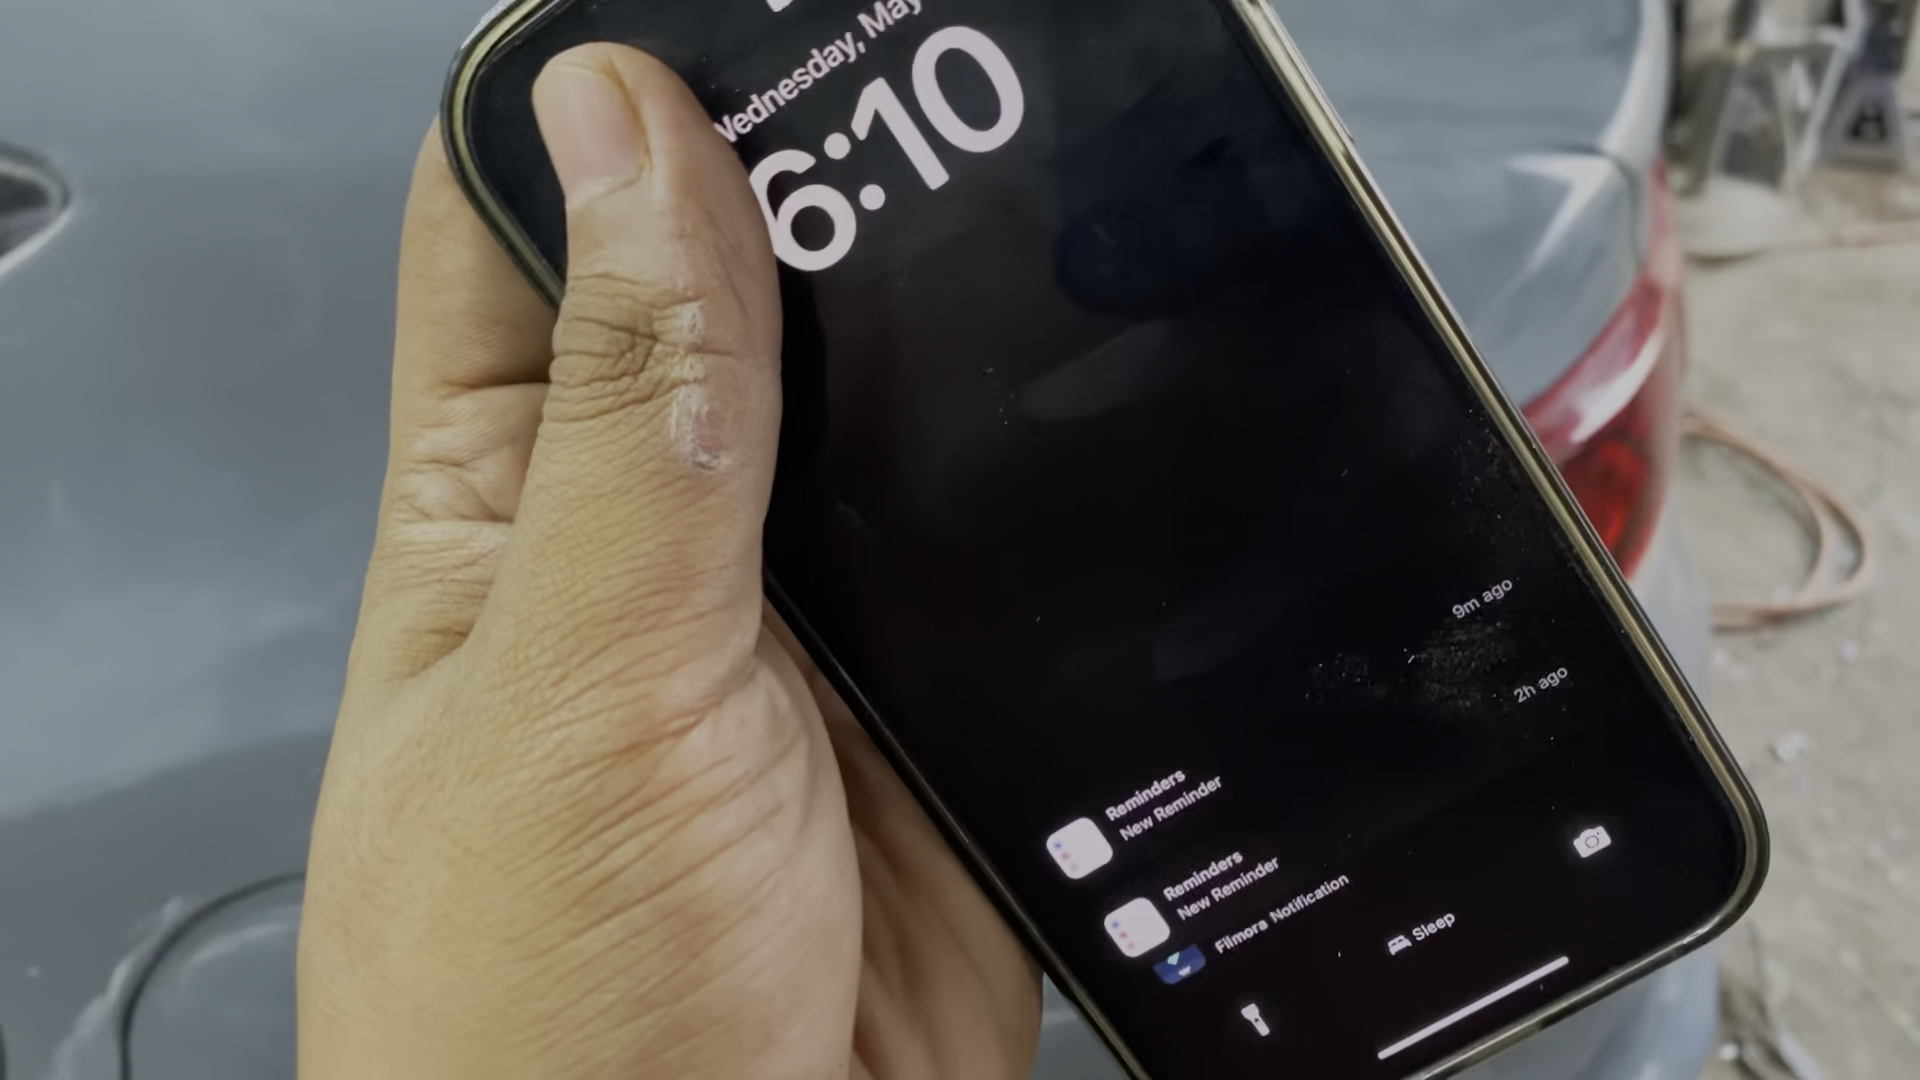 Wednesday, May
6:10
9m ago
2h ago
Reminders
New Reminder
Reminders
New Reminder
Filmora Notification
Sleep